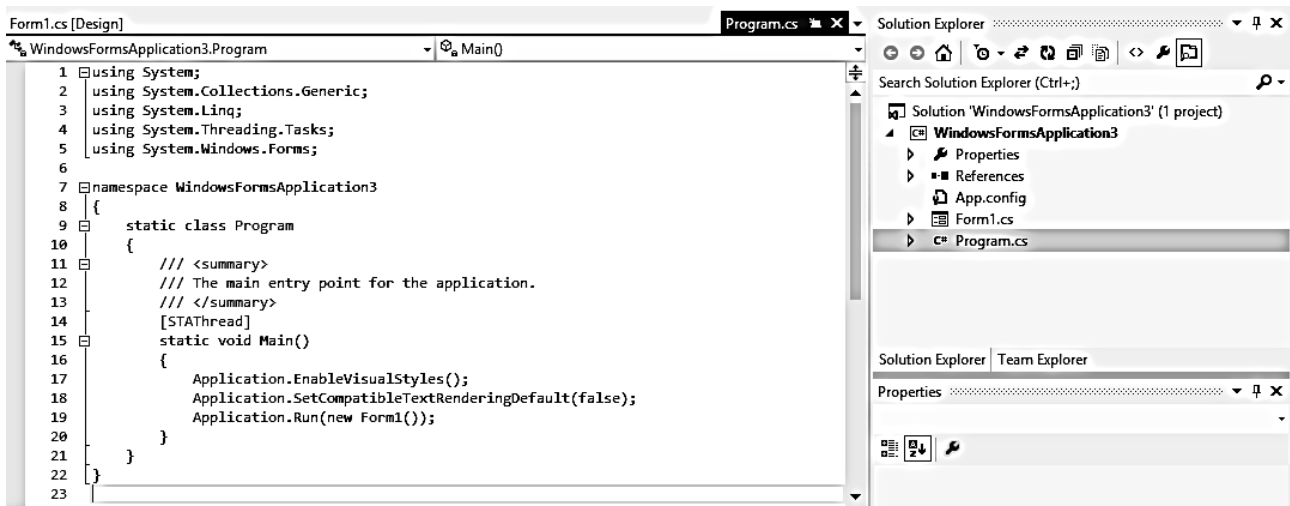 Form1.cs [Design]
Program.cs
WindowsFormsApplication3.Program
Main()
1 using System;
2 using System.Collections.Generic;
3 using System.Linq;
4 using System.Threading.Tasks;
5 using System.Windows.Forms;
6
7 namespace WindowsFormsApplication3
8 {
9 static class Program
10 {
11 /// <summary>
12 /// The main entry point for the application.
13 /// </summary>
14 [STAThread]
15 static void Main()
16 {
17 Application.EnableVisualStyles();
18 Application.SetCompatibleTextRenderingDefault(false);
19 Application.Run(new Form1());
20 }
21 }
22 }
23
Solution Explorer
Search Solution Explorer (Ctrl+;)
Solution 'WindowsFormsApplication3' (1 project)
C# WindowsFormsApplication3
Properties
References
App.config
Form1.cs
C# Program.cs
Solution Explorer Team Explorer
Properties